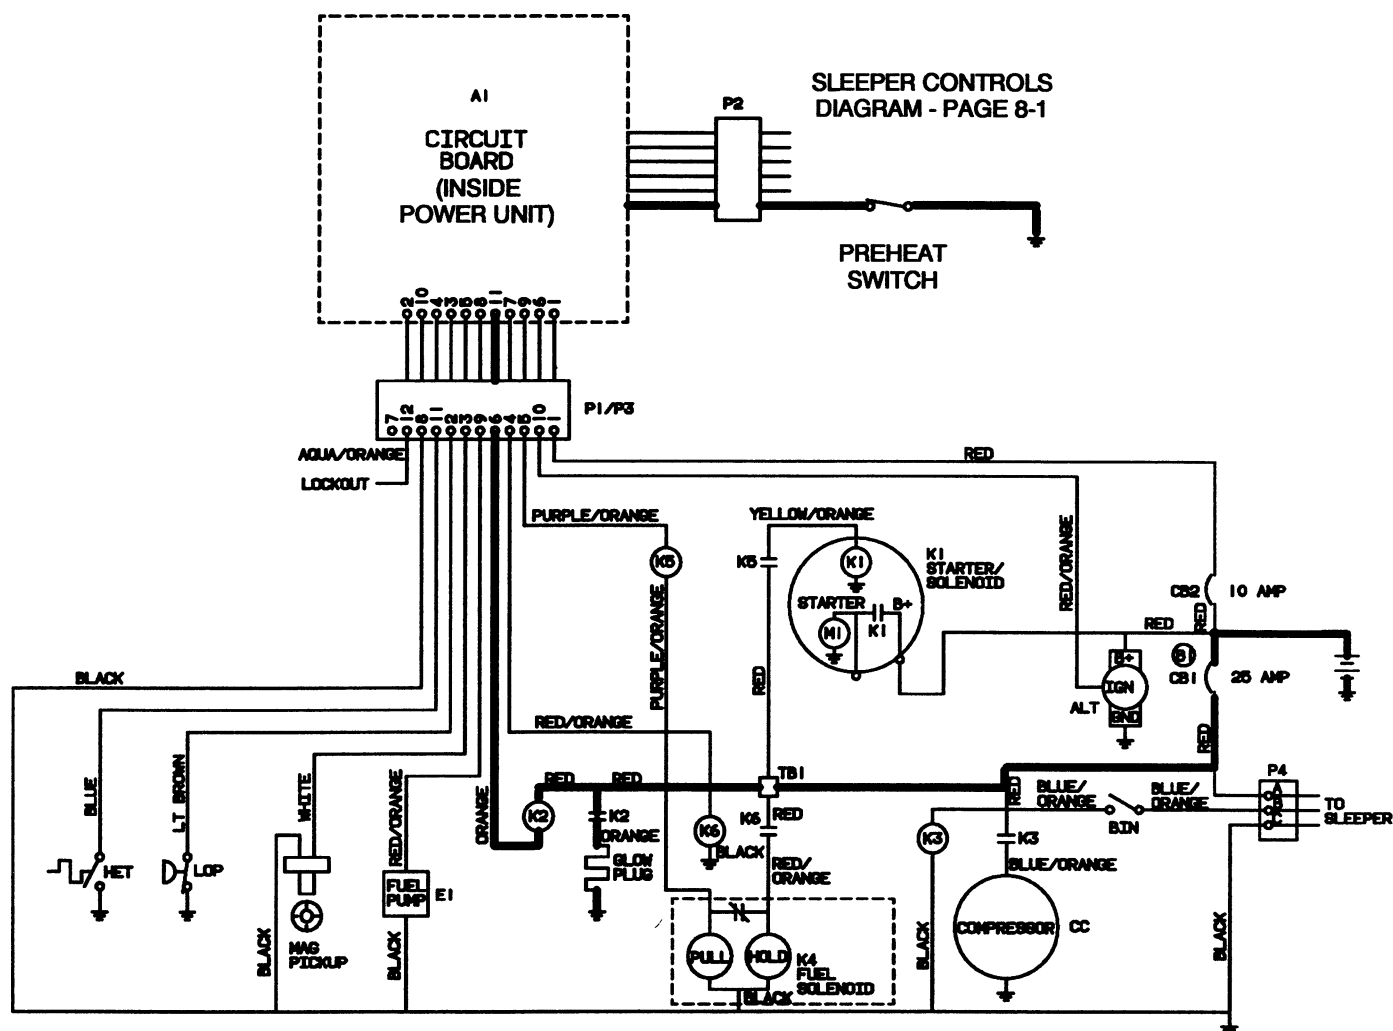 A1
CIRCUIT
BOARD
(INSIDE
POWER UNIT)
P2
SLEEPER CONTROLS
DIAGRAM - PAGE 8-1
PREHEAT
SWITCH
2 10 4 3 5 8 11 7 9 6 1
P1/P3
7 12 8 11 2 3 9 6 4 5 10 1
AQUA/ORANGE
LOCKOUT
RED
PURPLE/ORANGE
YELLOW/ORANGE
K5
K5
K1
K1
STARTER/
SOLENOID
STARTER
B+
M1
K1
PURPLE/ORANGE
RED/ORANGE
CB2
10 AMP
RED
RED
B1
CB1
25 AMP
B+
IGN
GND
ALT
RED
BLACK
RED
RED/ORANGE
BLUE
LT BROWN
WHITE
RED/ORANGE
ORANGE
RED
RED
TB1
K2
K2
ORANGE
GLOW
PLUG
K6
BLACK
K6
RED
RED/
ORANGE
RED
BLUE/
ORANGE
BIN
BLUE/
ORANGE
P4
A
B
C
TO
SLEEPER
K3
K3
BLUE/ORANGE
COMPRESSOR
CC
HET
LOP
MAG
PICKUP
FUEL
PUMP
E1
BLACK
BLACK
PULL
HOLD
K4
FUEL
SOLENOID
BLACK
BLACK
BLACK